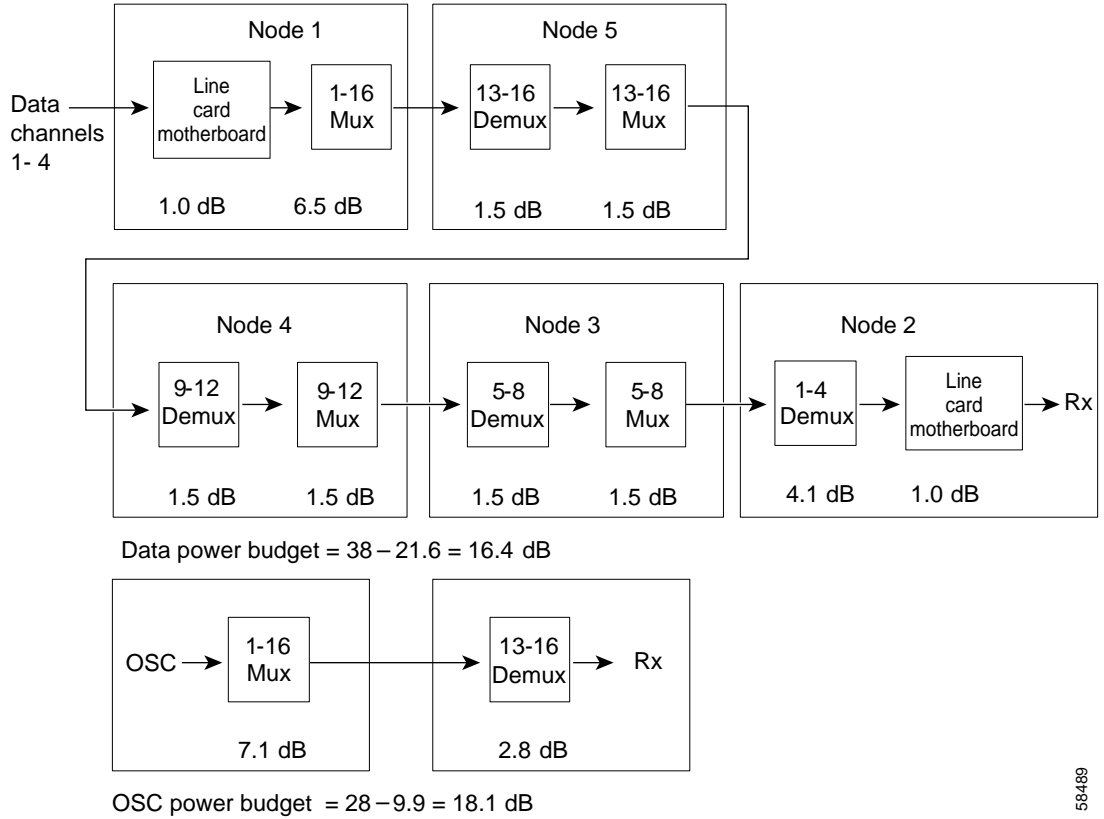 Node 1
Node 5
Data
channels
1- 4
Line
card
motherboard
1-16
Mux
13-16
Demux
13-16
Mux
1.0 dB
6.5 dB
1.5 dB
1.5 dB
Node 4
Node 3
Node 2
9-12
Demux
9-12
Mux
5-8
Demux
5-8
Mux
1-4
Demux
Line
card
motherboard
Rx
1.5 dB
1.5 dB
1.5 dB
1.5 dB
4.1 dB
1.0 dB
Data power budget = 38 – 21.6 = 16.4 dB
OSC
1-16
Mux
13-16
Demux
Rx
7.1 dB
2.8 dB
OSC power budget = 28 – 9.9 = 18.1 dB
58489